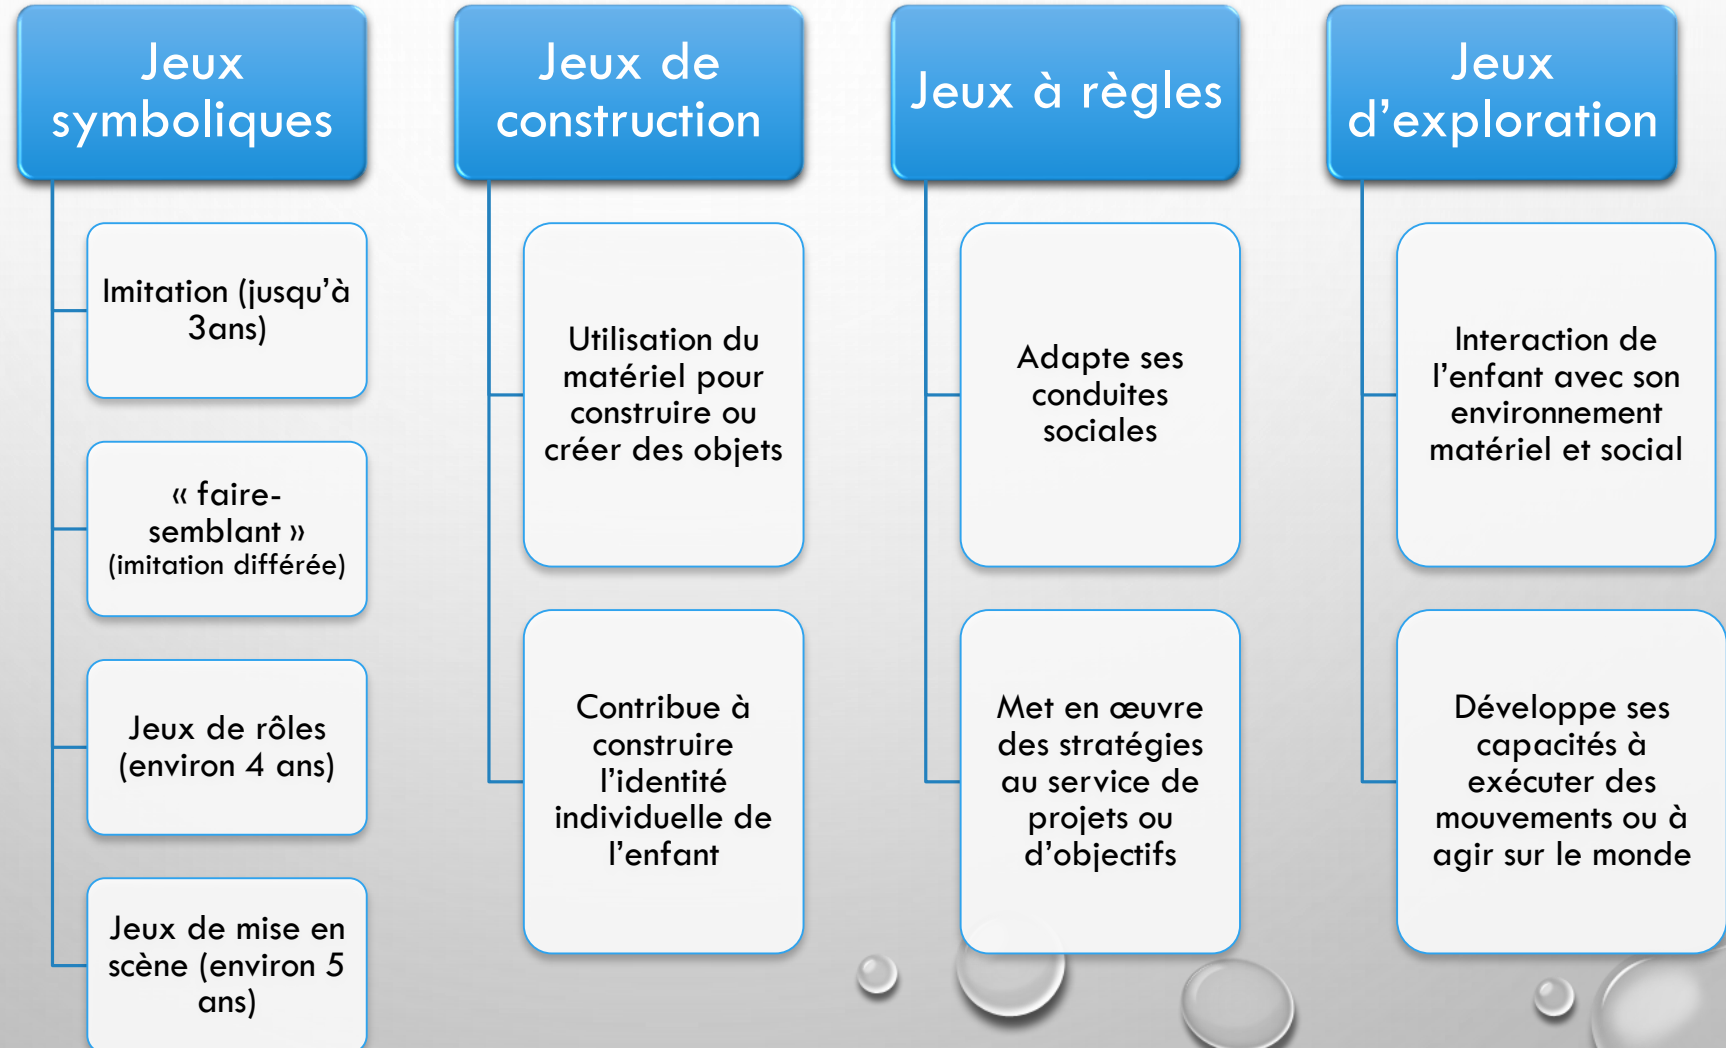 Jeux
symboliques
Imitation (jusqu’à
3ans)
« faire-
semblant »
(imitation différée)
Jeux de rôles
(environ 4 ans)
Jeux de mise en
scène (environ 5
ans)
Jeux de
construction
Utilisation du
matériel pour
construire ou
créer des objets
Contribue à
construire
l’identité
individuelle de
l’enfant
Jeux à règles
Adapte ses
conduites
sociales
Met en œuvre
des stratégies
au service de
projets ou
d’objectifs
Jeux
d’exploration
Interaction de
l’enfant avec son
environnement
matériel et social
Développe ses
capacités à
exécuter des
mouvements ou à
agir sur le monde